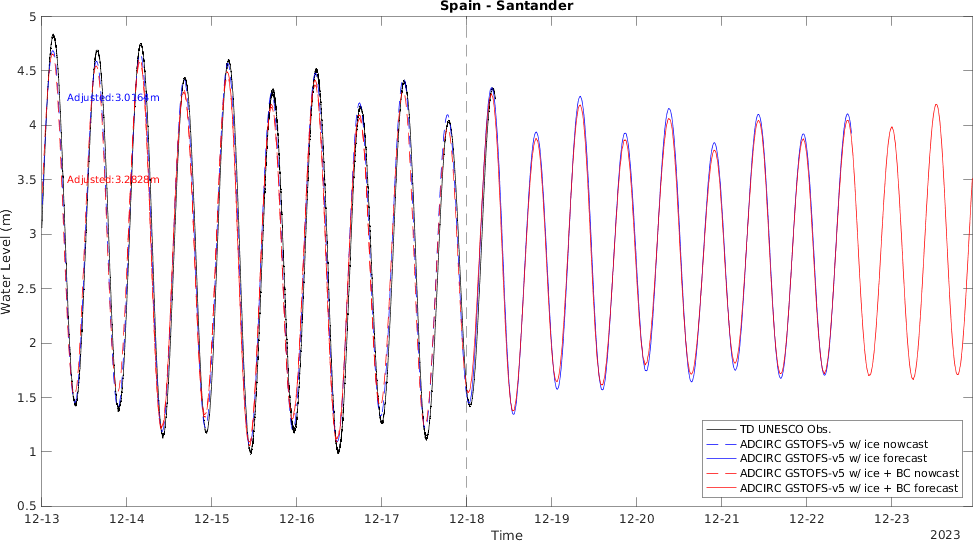 Spain - Santander
5
4.5
4
3.5
3
2.5
2
1.5
1
0.5
Water Level (m)
Adjusted:3.0164m
Adjusted:3.2828m
TD UNESCO Obs.
ADCIRC GSTOFS-v5 w/ ice nowcast
ADCIRC GSTOFS-v5 w/ ice forecast
ADCIRC GSTOFS-v5 w/ ice + BC nowcast
ADCIRC GSTOFS-v5 w/ ice + BC forecast
12-13 12-14 12-15 12-16 12-17 12-18 12-19 12-20 12-21 12-22 12-23
Time
2023